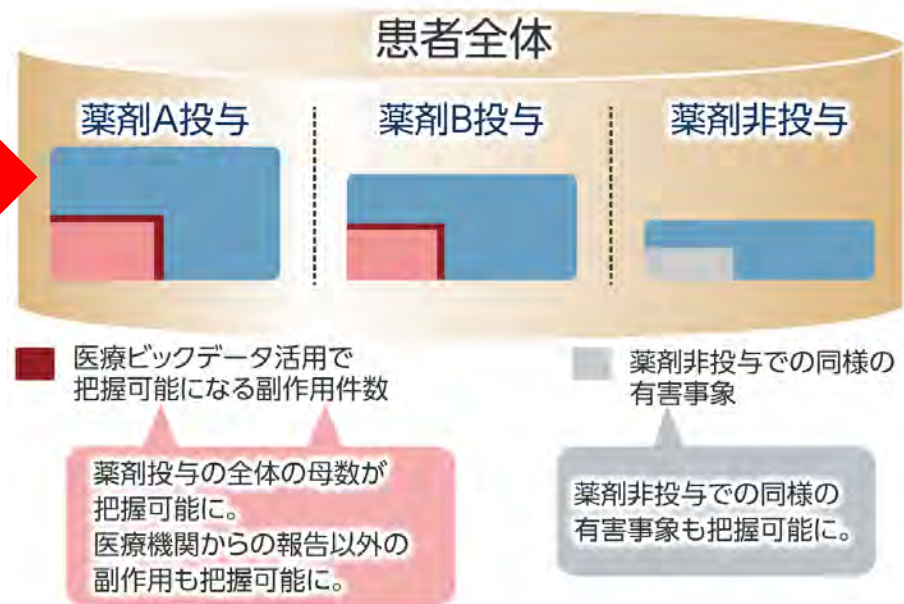 患者全体
薬剤A投与
薬剤B投与
薬剤非投与
医療ビックデータ活用で
把握可能になる副作用件数
薬剤非投与での同様の
有害事象
薬剤投与の全体の母数が
把握可能に。
医療機関からの報告以外の
副作用も把握可能に。
薬剤非投与での同様の
有害事象も把握可能に。